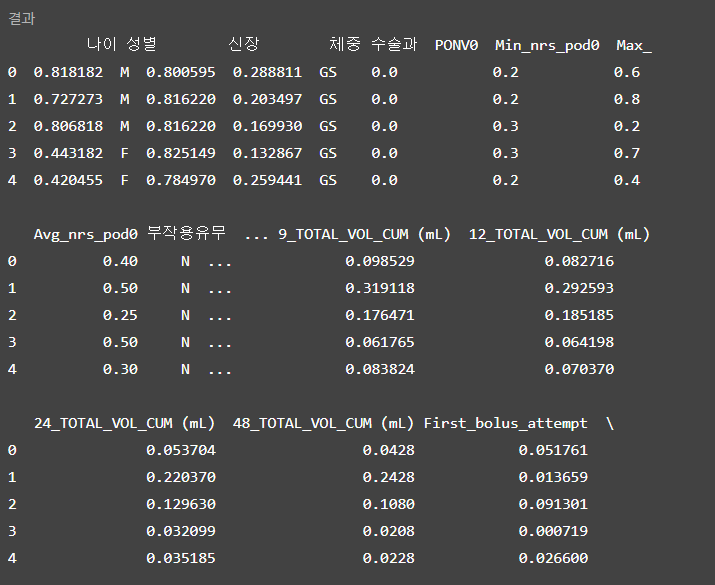 결과
나이 성별 신장 체중 수술과 PONV0 Min_nrs_pod0 Max_
0 0.818182 M 0.800595 0.288811 GS 0.0 0.2 0.6
1 0.727273 M 0.816220 0.203497 GS 0.0 0.2 0.8
2 0.806818 M 0.816220 0.169930 GS 0.0 0.3 0.2
3 0.443182 F 0.825149 0.132867 GS 0.0 0.3 0.7
4 0.420455 F 0.784970 0.259441 GS 0.0 0.2 0.4
Avg_nrs_pod0 부작용유무 ... 9_TOTAL_VOL_CUM (mL) 12_TOTAL_VOL_CUM (mL)
0 0.40 N ... 0.098529 0.082716
1 0.50 N ... 0.319118 0.292593
2 0.25 N ... 0.176471 0.185185
3 0.50 N ... 0.061765 0.064198
4 0.30 N ... 0.083824 0.070370
24_TOTAL_VOL_CUM (mL) 48_TOTAL_VOL_CUM (mL) First_bolus_attempt \
0 0.053704 0.0428 0.051761
1 0.220370 0.2428 0.013659
2 0.129630 0.1080 0.091301
3 0.032099 0.0208 0.000719
4 0.035185 0.0228 0.026600